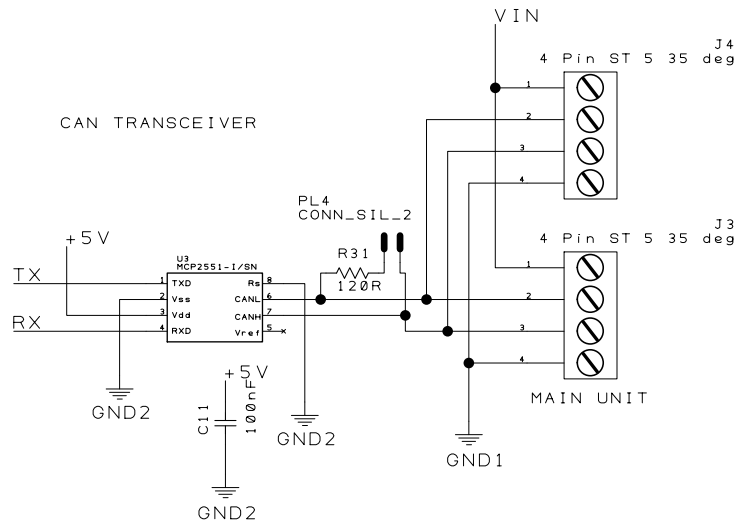 VIN
J4
4 Pin ST 5 35 deg
1
2
3
4
CAN TRANSCEIVER
PL4
CONN_SIL_2
J3
4 Pin ST 5 35 deg
1
2
3
4
MAIN UNIT
+5V
U3
MCP2551-I/SN
R31
120R
TX
RX
1 TXD
2 Vss
3 Vdd
4 RXD
Rs 8
CANL 6
CANH 7
Vref 5
GND2
+5V
C11
100nF
GND2
GND2
GND1